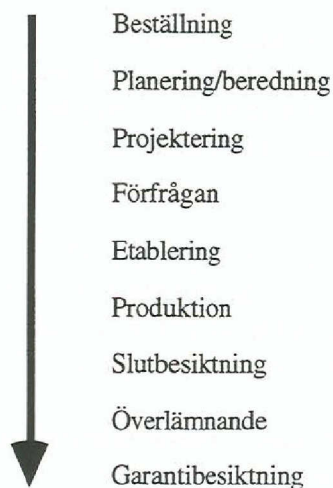 Beställning
Planering/beredning
Projektering
Förfrågan
Etablering
Produktion
Slutbesiktning
Överlämnande
Garantibesiktning